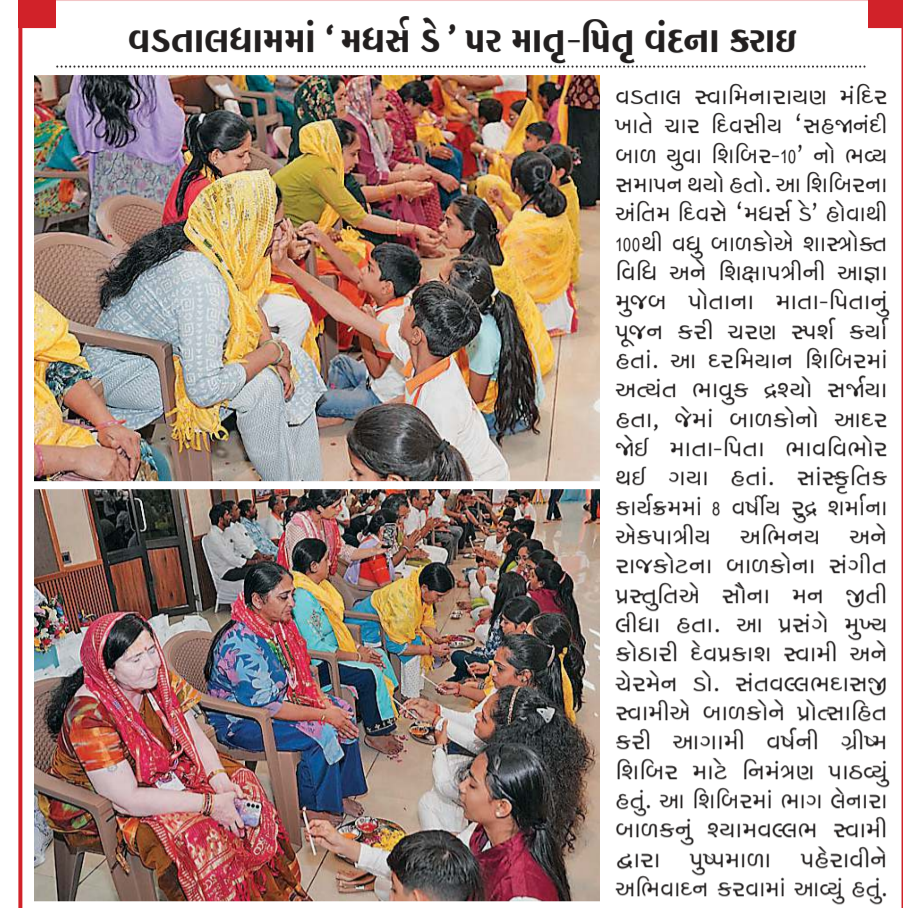 વડતાલધામમાં ‘ મધર્સ ડે ’ પર માતૃ-પિતૃ વંદના કરાઇ
વડતાલ સ્વામિનારાયણ મંદિર
ખાતે ચાર દિવસીય ‘સહજાનંદી
બાળ યુવા શિબિર-10’ નો ભવ્ય
સમાપન થયો હતો. આ શિબિરના
અંતિમ દિવસે ‘મધર્સ ડે’ હોવાથી
100થી વધુ બાળકોએ શાસ્ત્રોક્ત
વિધિ અને શિક્ષાપત્રીની આજ્ઞા
મુજબ પોતાના માતા-પિતાનું
પૂજન કરી ચરણ સ્પર્શ કર્યા
હતાં. આ દરમિયાન શિબિરમાં
અત્યંત ભાવુક દ્રશ્યો સર્જાયા
હતા, જેમાં બાળકોનો આદર
જોઈ માતા-પિતા ભાવવિભોર
થઈ ગયા હતાં. સાંસ્કૃતિક
કાર્યક્રમમાં 8 વર્ષીય રુદ્ર શર્માના
એકપાત્રીય અભિનય અને
રાજકોટના બાળકોના સંગીત
પ્રસ્તુતિએ સૌના મન જીતી
લીધા હતા. આ પ્રસંગે મુખ્ય
કોઠારી દેવપ્રકાશ સ્વામી અને
ચેરમેન ડો. સંતવલ્લભદાસજી
સ્વામીએ બાળકોને પ્રોત્સાહિત
કરી આગામી વર્ષની ગ્રીષ્મ
શિબિર માટે નિમંત્રણ પાઠવ્યું
હતું. આ શિબિરમાં ભાગ લેનારા
બાળકનું શ્યામવલ્લભ સ્વામી
દ્વારા પુષ્પમાળા પહેરાવીને
અભિવાદન કરવામાં આવ્યું હતું.